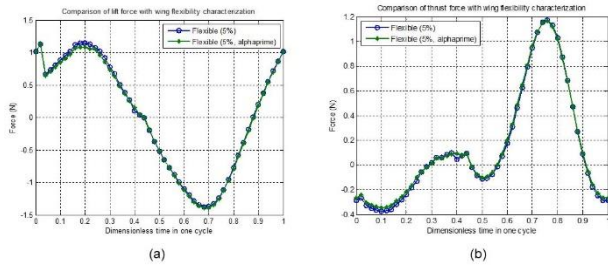 Comparison of lift force with wing flexibility characterization
Flexible (5%)
Flexible (5%, alphaprime)
Force (N)
1.5
1
0.5
0
-0.5
-1
-1.5
0 0.1 0.2 0.3 0.4 0.5 0.6 0.7 0.8 0.9 1
Dimensionless time in one cycle
(a)
Comparison of thrust force with wing flexibility characterization
Flexible (5%)
Flexible (5%, alphaprime)
Force (N)
1.2
1
0.8
0.6
0.4
0.2
0
-0.2
-0.4
0 0.1 0.2 0.3 0.4 0.5 0.6 0.7 0.8 0.9 1
Dimensionless time in one cycle
(b)